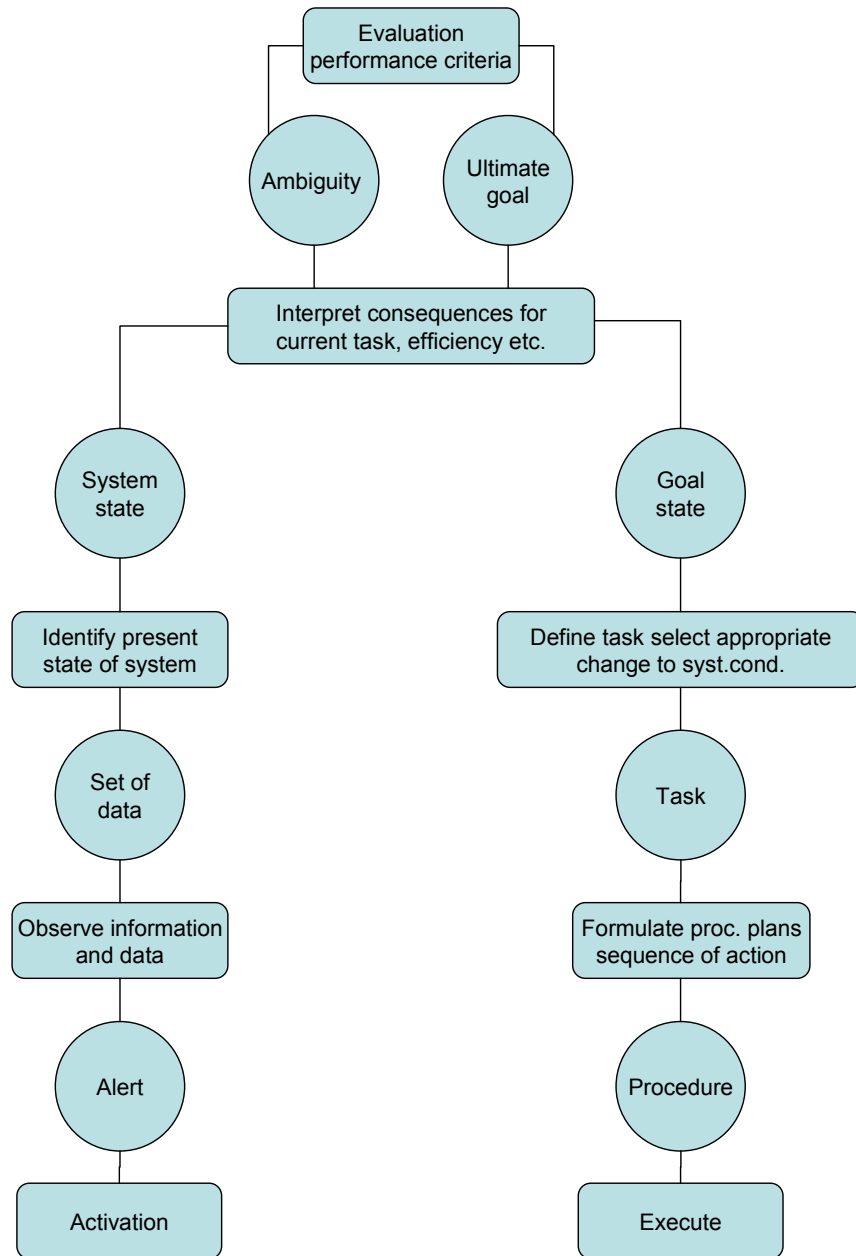 Evaluation
performance criteria
Ambiguity
Ultimate
goal
Interpret consequences for
current task, efficiency etc.
System
state
Goal
state
Identify present
state of system
Define task select appropriate
change to syst.cond.
Set of
data
Task
Observe information
and data
Formulate proc. plans
sequence of action
Alert
Procedure
Activation
Execute